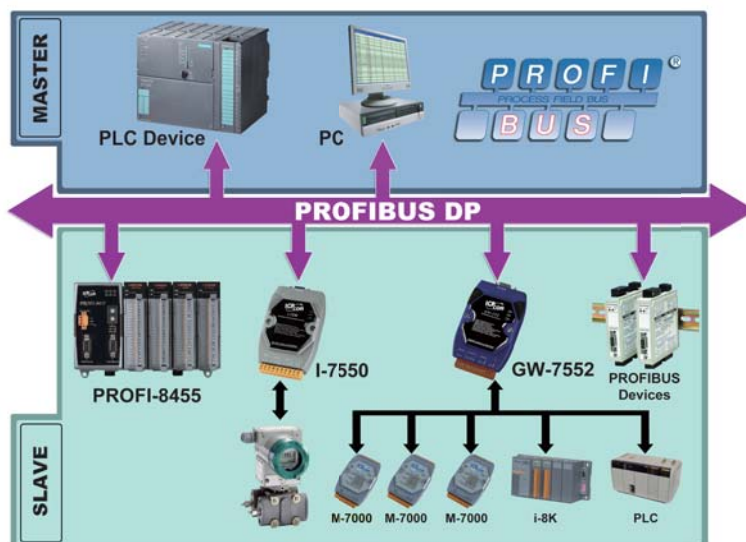 MASTER
PLC Device
PC
PROFI®
PROCESS FIELD BUS
BUS
PROFIBUS DP
SLAVE
PROFI-8455
I-7550
GW-7552
PROFIBUS
Devices
M-7000
M-7000
M-7000
i-8K
PLC